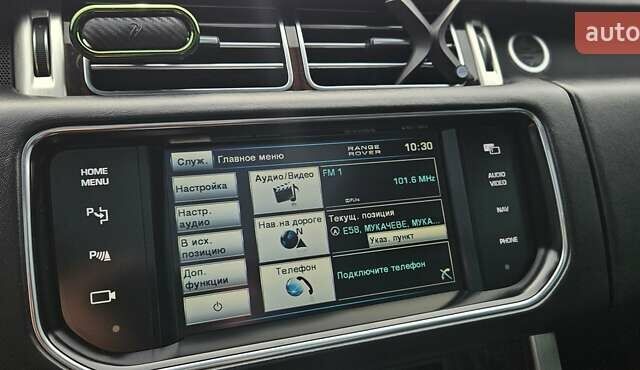 auto
HOME
MENU
Служ.
Главное меню
RANGE
ROVER
10:30
Настройка
Настр.
аудио
В исх.
позицию
Доп.
функции
Аудио/Видео
FM 1
101.6 MHz
Нав.на дороге
N
Текущ. позиция
E58, МУКАЧЕВЕ, МУКА...
Указ. пункт
Телефон
Подключите телефон
AUDIO
VIDEO
NAV
PHONE